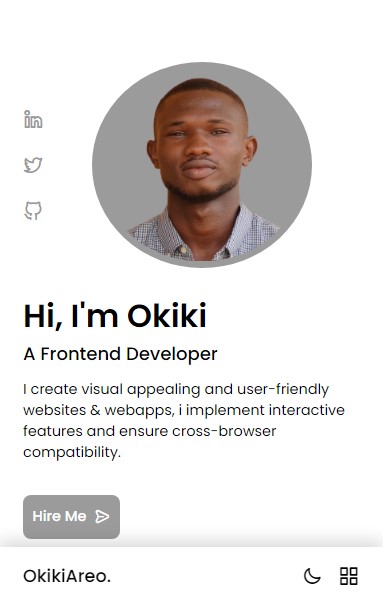 Hi, I'm Okiki
A Frontend Developer
I create visual appealing and user-friendly
websites & webapps, i implement interactive
features and ensure cross-browser
compatibility.
Hire Me
OkikiAreo.